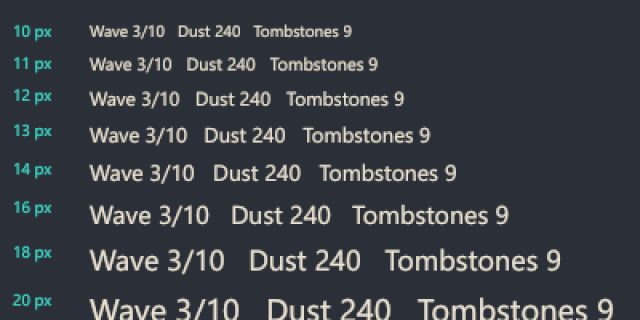 10 px Wave 3/10 Dust 240 Tombstones 9
11 px Wave 3/10 Dust 240 Tombstones 9
12 px Wave 3/10 Dust 240 Tombstones 9
13 px Wave 3/10 Dust 240 Tombstones 9
14 px Wave 3/10 Dust 240 Tombstones 9
16 px Wave 3/10 Dust 240 Tombstones 9
18 px Wave 3/10 Dust 240 Tombstones 9
20 px Wave 3/10 Dust 240 Tombstones 9